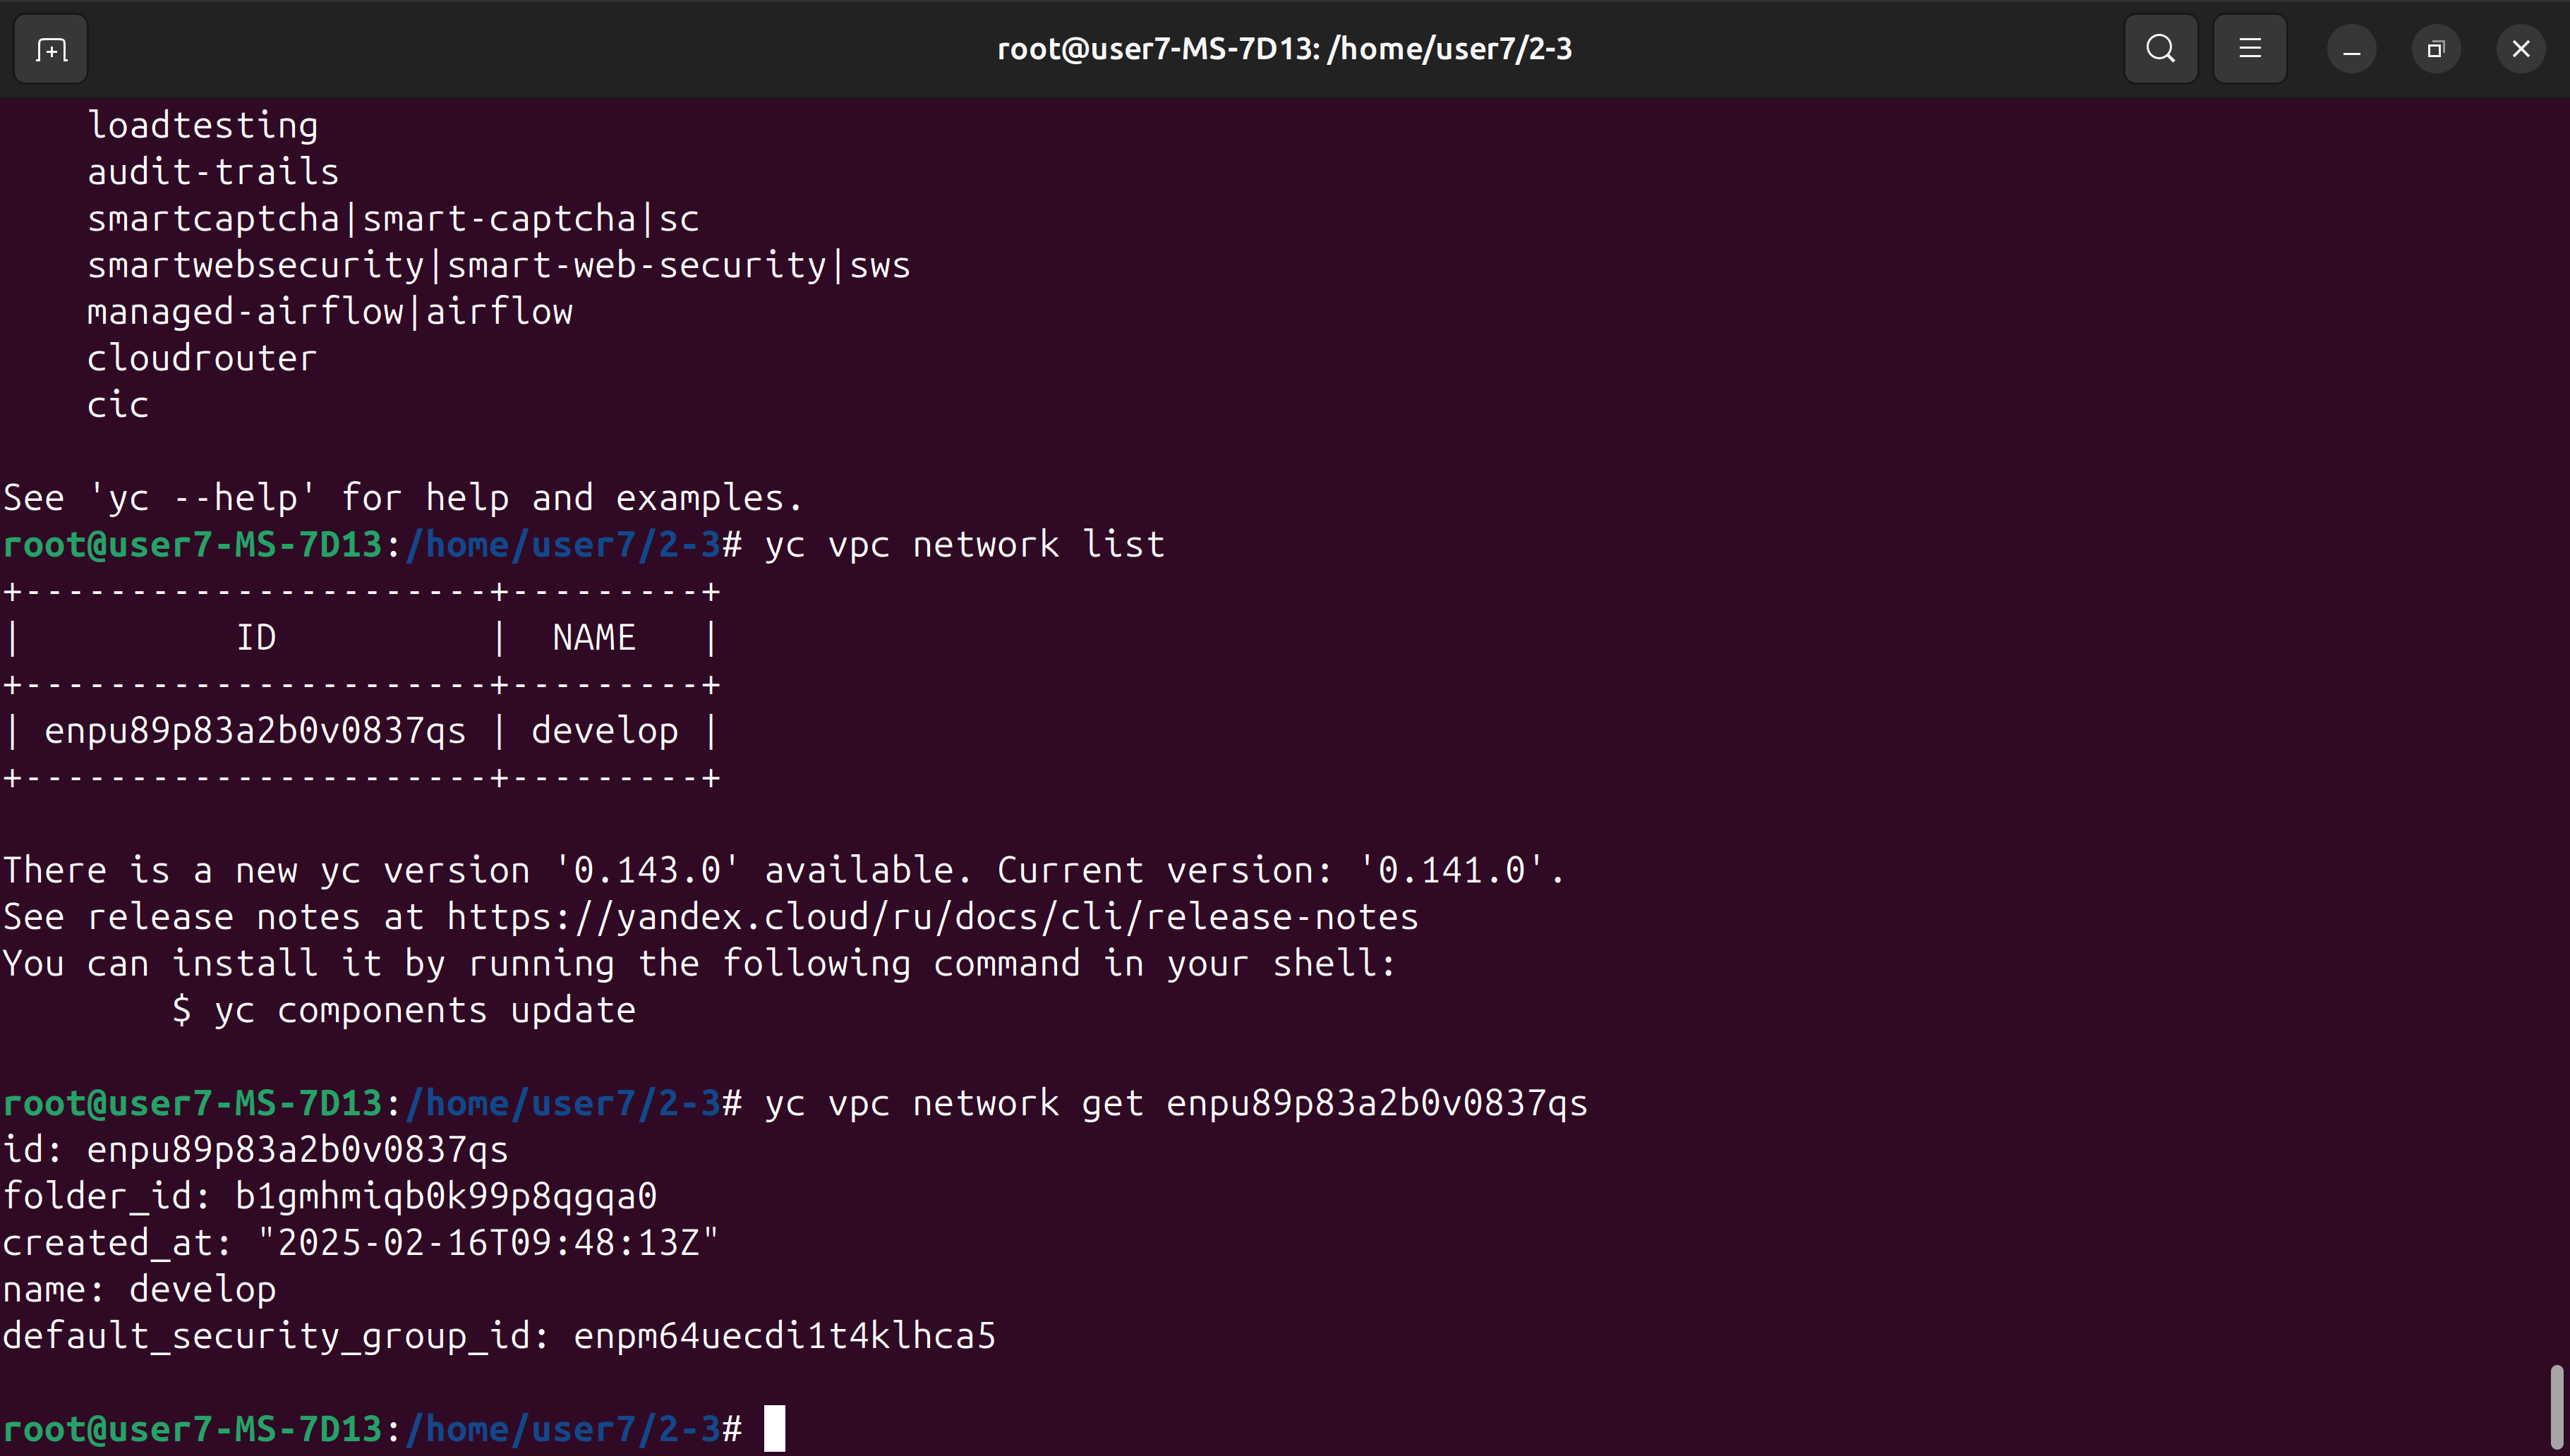 root@user7-MS-7D13: /home/user7/2-3
loadtesting
audit-trails
smartcaptcha|smart-captcha|sc
smartwebsecurity|smart-web-security|sws
managed-airflow|airflow
cloudrouter
cic
See 'yc --help' for help and examples.
root@user7-MS-7D13:/home/user7/2-3# yc vpc network list
+----------------------+---------+
|          ID          |  NAME   |
+----------------------+---------+
| enpu89p83a2b0v0837qs | develop |
+----------------------+---------+
There is a new yc version '0.143.0' available. Current version: '0.141.0'.
See release notes at https://yandex.cloud/ru/docs/cli/release-notes
You can install it by running the following command in your shell:
$ yc components update
root@user7-MS-7D13:/home/user7/2-3# yc vpc network get enpu89p83a2b0v0837qs
id: enpu89p83a2b0v0837qs
folder_id: b1gmhmiqb0k99p8qgqa0
created_at: "2025-02-16T09:48:13Z"
name: develop
default_security_group_id: enpm64uecdi1t4klhca5
root@user7-MS-7D13:/home/user7/2-3#